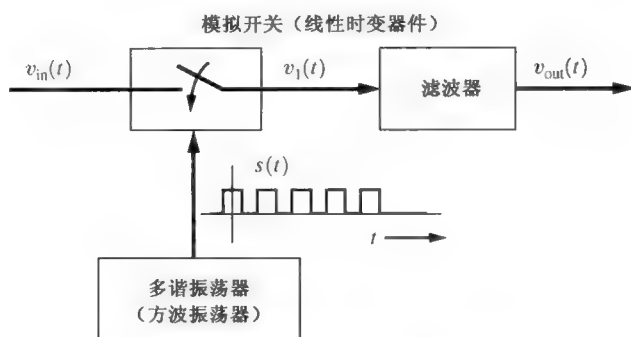 模拟开关（线性时变器件）
v_in(t)
v_1(t)
滤波器
v_out(t)
s(t)
t
多谐振荡器
（方波振荡器）